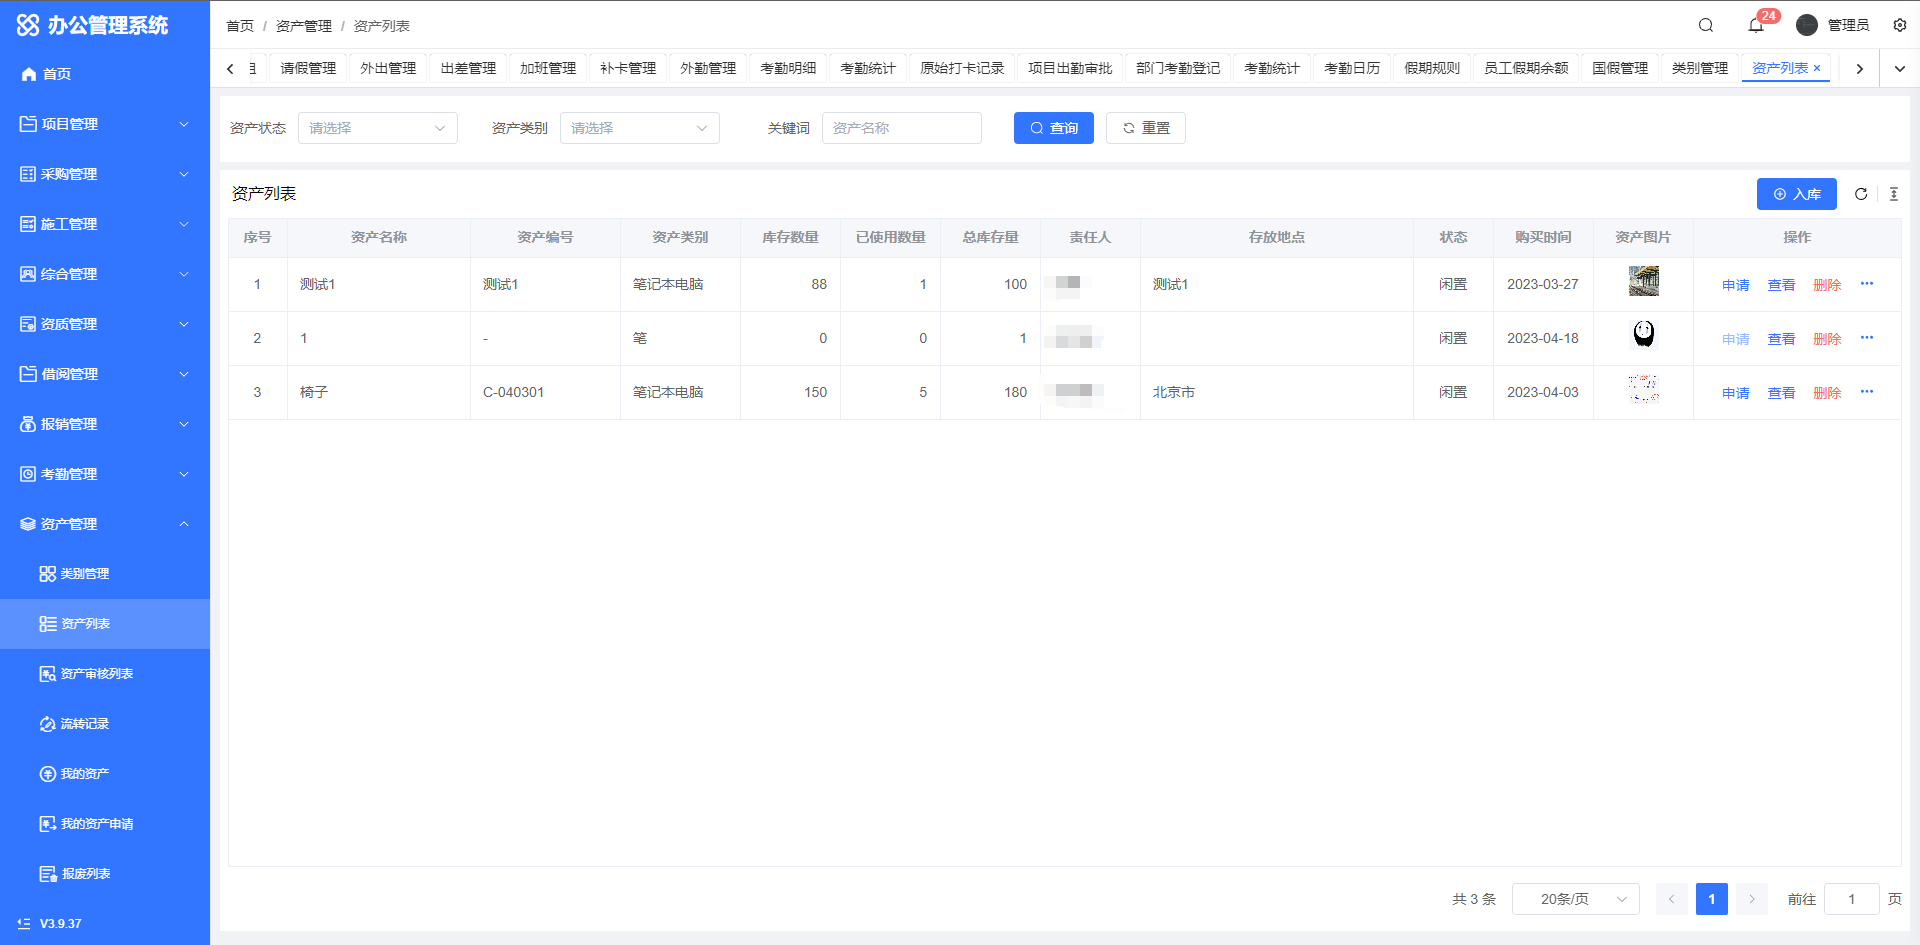 办公管理系统
首页
项目管理
采购管理
施工管理
综合管理
资质管理
借阅管理
报销管理
考勤管理
资产管理
类别管理
资产列表
资产审核列表
流转记录
我的资产
我的资产申请
报废列表
V3.9.37
首页 / 资产管理 / 资产列表
24 管理员
请假管理 外出管理 出差管理 加班管理 补卡管理 外勤管理 考勤明细 考勤统计 原始打卡记录 项目出勤审批 部门考勤登记 考勤统计 考勤日历 假期规则 员工假期余额 国假管理 类别管理 资产列表 ×
资产状态 请选择 资产类别 请选择 关键词 资产名称 查询 重置
资产列表 入库
序号 资产名称 资产编号 资产类别 库存数量 已使用数量 总库存量 责任人 存放地点 状态 购买时间 资产图片 操作
1 测试1 测试1 笔记本电脑 88 1 100 测试1 闲置 2023-03-27 申请 查看 删除 ···
2 1 - 笔 0 0 1 闲置 2023-04-18 申请 查看 删除 ···
3 椅子 C-040301 笔记本电脑 150 5 180 北京市 闲置 2023-04-03 申请 查看 删除 ···
共 3 条 20条/页 1 前往 1 页